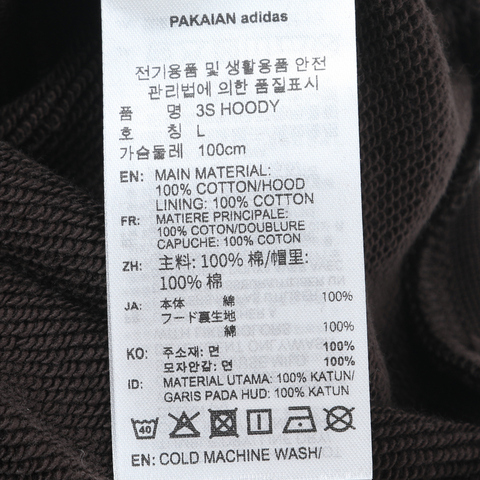 PAKAIAN adidas
전기용품 및 생활용품 안전
관리법에 의한 품질표시
품 명 3S HOODY
호 칭 L
가슴둘레 100cm
EN: MAIN MATERIAL:
100% COTTON/HOOD
LINING: 100% COTTON
FR: MATIERE PRINCIPALE:
100% COTON/DOUBLURE
CAPUCHE: 100% COTON
ZH: 主料: 100% 棉/帽里:
100% 棉
JA: 本体 綿 100%
フード裏生地
綿 100%
KO: 주소재: 면 100%
모자안감: 면 100%
ID: MATERIAL UTAMA: 100% KATUN/
GARIS PADA HUD: 100% KATUN
40
EN: COLD MACHINE WASH/